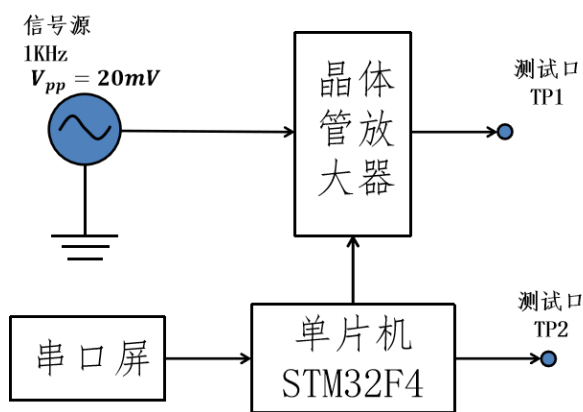 信号源
1KHz
V_pp = 20mV
晶体
管放
大器
测试口
TP1
串口屏
单片机
STM32F4
测试口
TP2